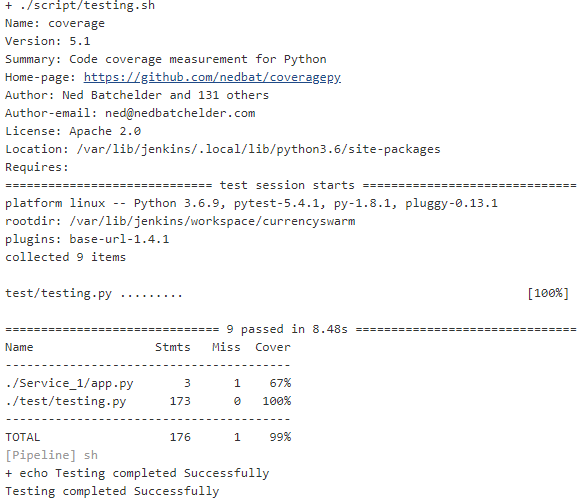 + ./script/testing.sh
Name: coverage
Version: 5.1
Summary: Code coverage measurement for Python
Home-page: https://github.com/nedbat/coveragepy
Author: Ned Batchelder and 131 others
Author-email: ned@nedbatchelder.com
License: Apache 2.0
Location: /var/lib/jenkins/.local/lib/python3.6/site-packages
Requires:
============================= test session starts ==============================
platform linux -- Python 3.6.9, pytest-5.4.1, py-1.8.1, pluggy-0.13.1
rootdir: /var/lib/jenkins/workspace/currencyswarm
plugins: base-url-1.4.1
collected 9 items
test/testing.py ......... [100%]
============================== 9 passed in 8.48s ===============================
Name Stmts Miss Cover
----------------------------------------
./Service_1/app.py 3 1 67%
./test/testing.py 173 0 100%
----------------------------------------
TOTAL 176 1 99%
[Pipeline] sh
+ echo Testing completed Successfully
Testing completed Successfully